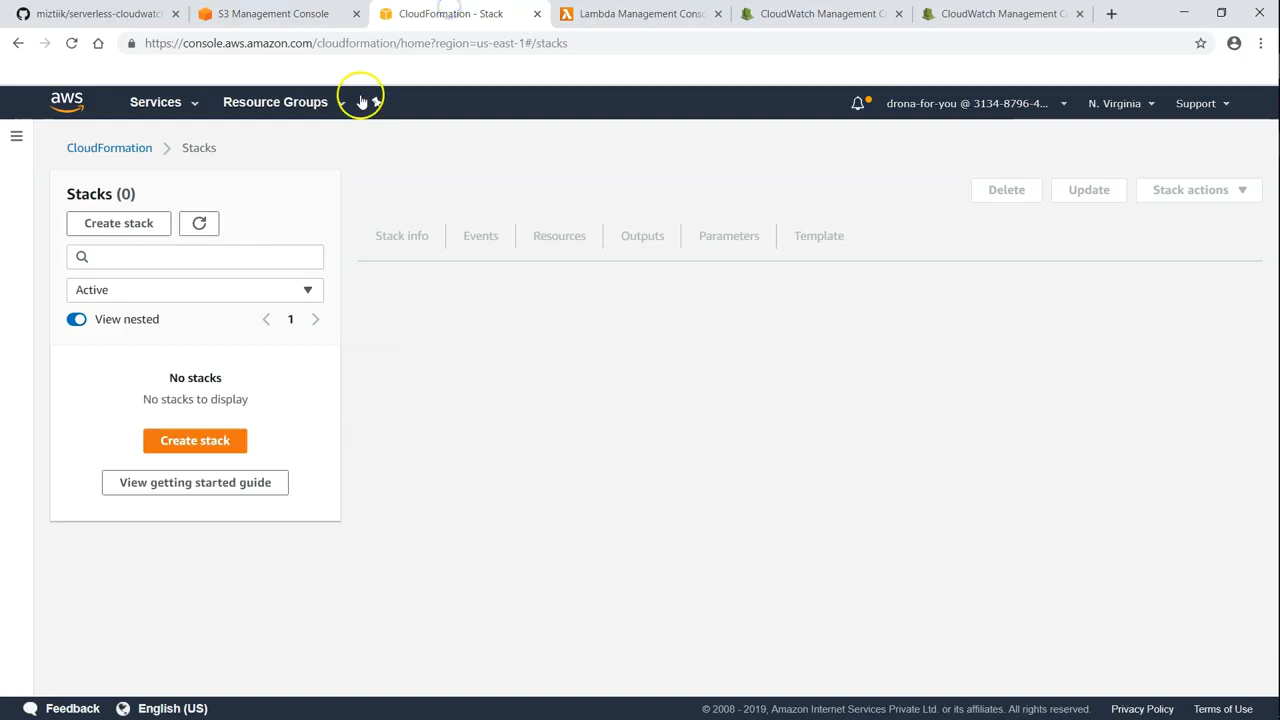 miztiik/serverless-cloudwatch
S3 Management Console
CloudFormation - Stack
Lambda Management Conso
CloudWatch Management C
CloudWatch Management C
https://console.aws.amazon.com/cloudformation/home?region=us-east-1#/stacks
aws
Services
Resource Groups
drona-for-you @ 3134-8796-4...
N. Virginia
Support
CloudFormation
Stacks
Stacks (0)
Create stack
Delete
Update
Stack actions
Stack info
Events
Resources
Outputs
Parameters
Template
Active
View nested
1
No stacks
No stacks to display
Create stack
View getting started guide
Feedback
English (US)
© 2008 - 2019, Amazon Internet Services Private Ltd. or its affiliates. All rights reserved.
Privacy Policy
Terms of Use